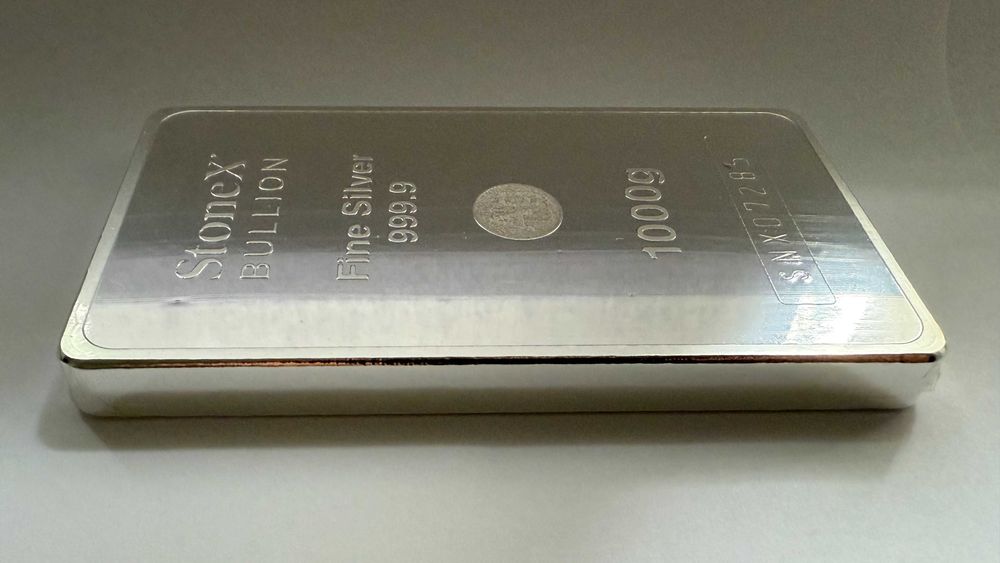 StoneX
BULLION
Fine Silver
999.9
1000g
SNX07285